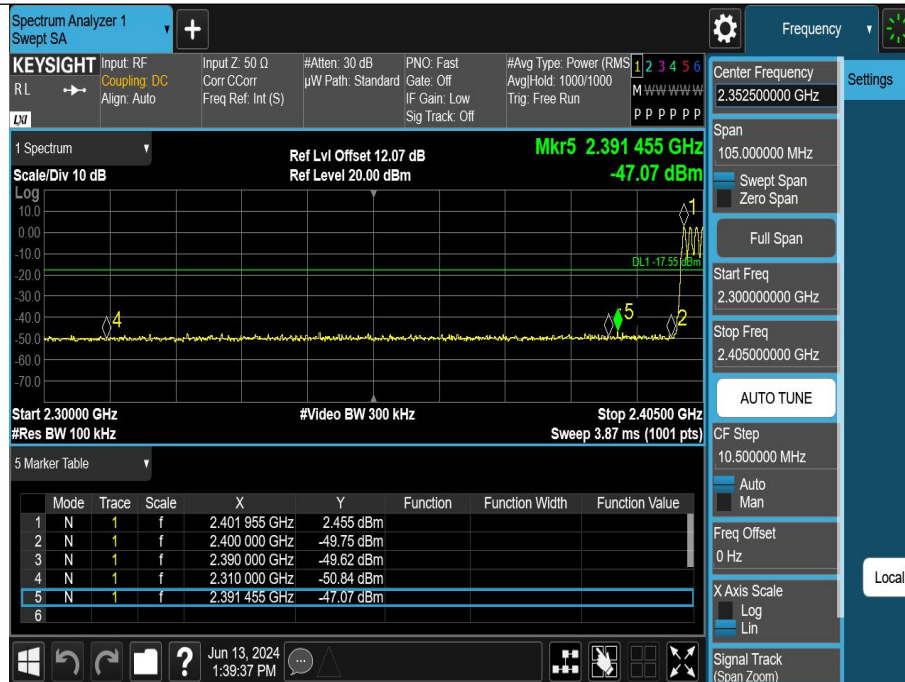 Spectrum Analyzer 1
Swept SA
+
Frequency
KEYSIGHT
RL
LXI
Input: RF
Coupling: DC
Align: Auto
Input Z: 50 Ω
Corr CCorr
Freq Ref: Int (S)
#Atten: 30 dB
µW Path: Standard
PNO: Fast
Gate: Off
IF Gain: Low
Sig Track: Off
#Avg Type: Power (RMS
Avg|Hold: 1000/1000
Trig: Free Run
1 2 3 4 5 6
M W W W W W
P P P P P P
1 Spectrum
Scale/Div 10 dB
Ref Lvl Offset 12.07 dB
Ref Level 20.00 dBm
Mkr5 2.391 455 GHz
-47.07 dBm
Log
10.0
0.00
-10.0
-20.0
-30.0
-40.0
-50.0
-60.0
-70.0
1
DL1 -17.55 dBm
4
5
2
Start 2.30000 GHz
#Res BW 100 kHz
#Video BW 300 kHz
Stop 2.40500 GHz
Sweep 3.87 ms (1001 pts)
5 Marker Table
Mode Trace Scale X Y Function Function Width Function Value
1 N 1 f 2.401 955 GHz 2.455 dBm
2 N 1 f 2.400 000 GHz -49.75 dBm
3 N 1 f 2.390 000 GHz -49.62 dBm
4 N 1 f 2.310 000 GHz -50.84 dBm
5 N 1 f 2.391 455 GHz -47.07 dBm
6
?
Jun 13, 2024
1:39:37 PM
Center Frequency
2.352500000 GHz
Settings
Span
105.000000 MHz
Swept Span
Zero Span
Full Span
Start Freq
2.300000000 GHz
Stop Freq
2.405000000 GHz
AUTO TUNE
CF Step
10.500000 MHz
Auto
Man
Freq Offset
0 Hz
Local
X Axis Scale
Log
Lin
Signal Track
(Span Zoom)